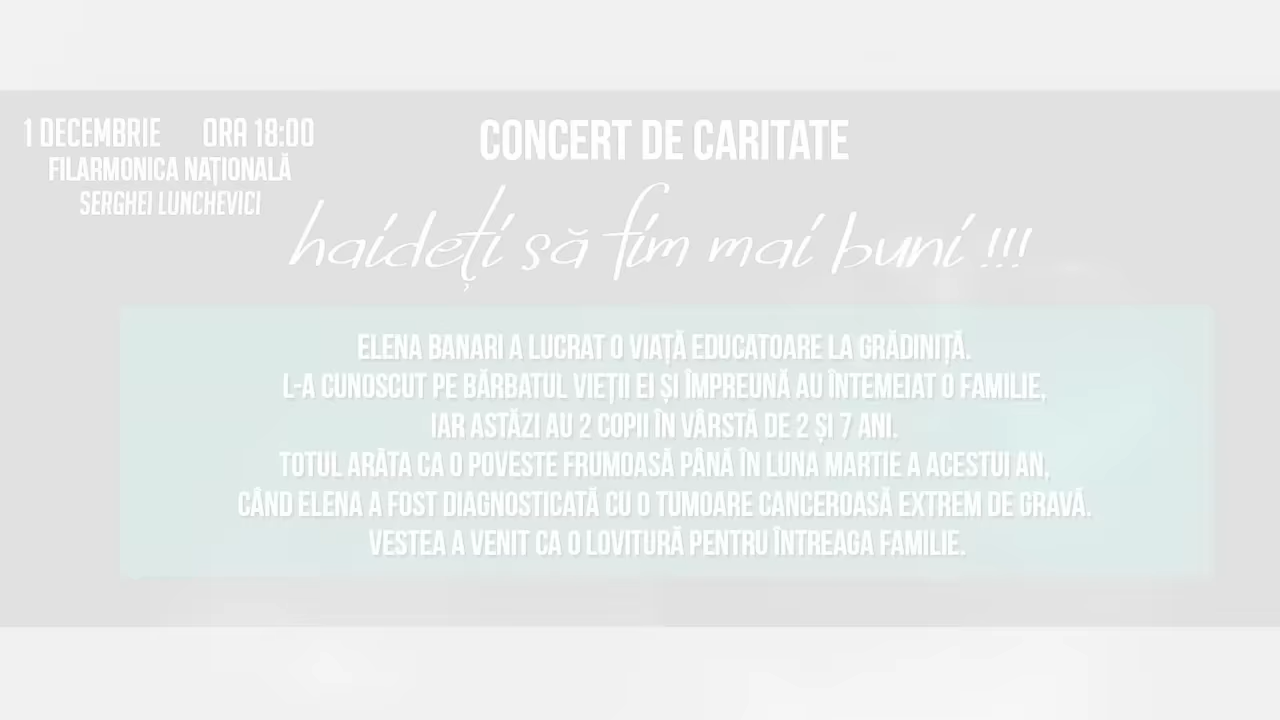 1 DECEMBRIE ORA 18:00
FILARMONICA NAȚIONALĂ
SERGHEI LUNCHEVICI
CONCERT DE CARITATE
haideți să fim mai buni !!!
ELENA BANARI A LUCRAT O VIAȚĂ EDUCATOARE LA GRĂDINIȚĂ.
L-A CUNOSCUT PE BĂRBATUL VIEȚII EI ȘI ÎMPREUNĂ AU ÎNTEMEIAT O FAMILIE,
IAR ASTĂZI AU 2 COPII ÎN VÂRSTĂ DE 2 ȘI 7 ANI.
TOTUL ARĂTA CA O POVESTE FRUMOASĂ PÂNĂ ÎN LUNA MARTIE A ACESTUI AN,
CÂND ELENA A FOST DIAGNOSTICATĂ CU O TUMOARE CANCEROASĂ EXTREM DE GRAVĂ.
VESTEA A VENIT CA O LOVITURĂ PENTRU ÎNTREAGA FAMILIE.